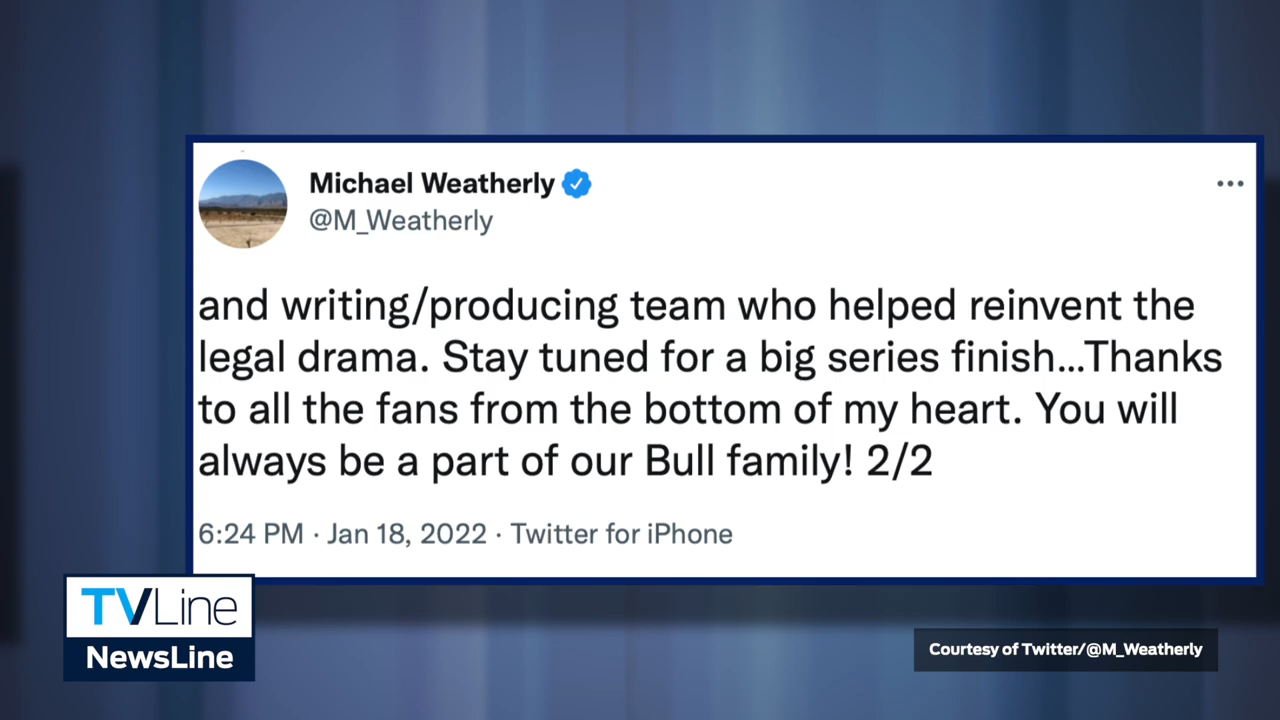 Michael Weatherly
@M_Weatherly
and writing/producing team who helped reinvent the
legal drama. Stay tuned for a big series finish...Thanks
to all the fans from the bottom of my heart. You will
always be a part of our Bull family! 2/2
6:24 PM · Jan 18, 2022 · Twitter for iPhone
TVLine
NewsLine
Courtesy of Twitter/@M_Weatherly